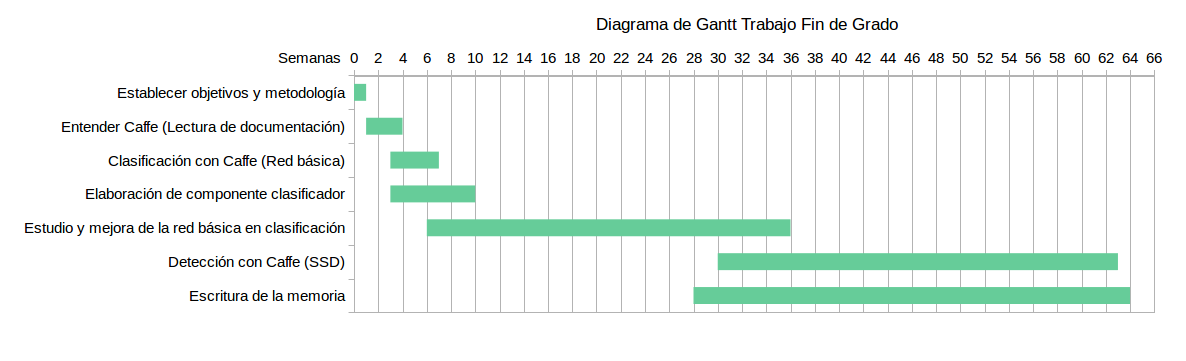 Diagrama de Gantt Trabajo Fin de Grado
Semanas 0 2 4 6 8 10 12 14 16 18 20 22 24 26 28 30 32 34 36 38 40 42 44 46 48 50 52 54 56 58 60 62 64 66
Establecer objetivos y metodología
Entender Caffe (Lectura de documentación)
Clasificación con Caffe (Red básica)
Elaboración de componente clasificador
Estudio y mejora de la red básica en clasificación
Detección con Caffe (SSD)
Escritura de la memoria